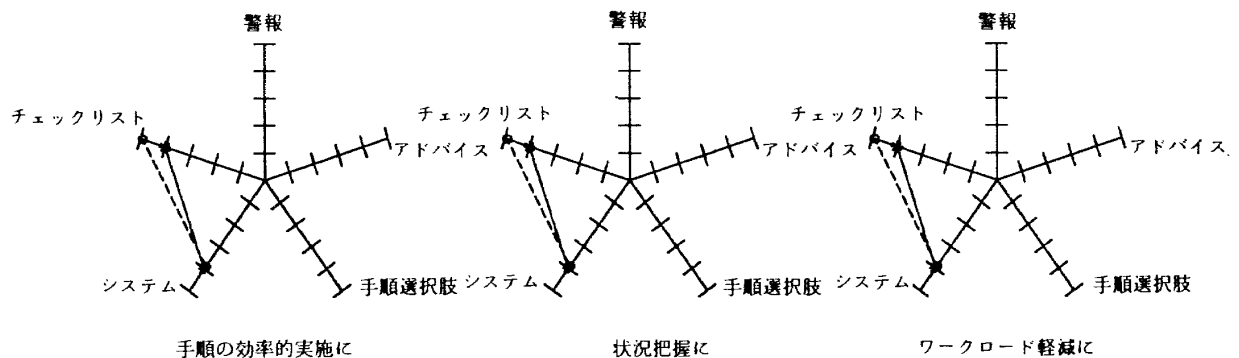 警報
チェックリスト
アドバイス
システム
手順選択肢
手順の効率的実施に
警報
チェックリスト
アドバイス
システム
手順選択肢
状況把握に
警報
チェックリスト
アドバイス
システム
手順選択肢
ワークロード軽減に